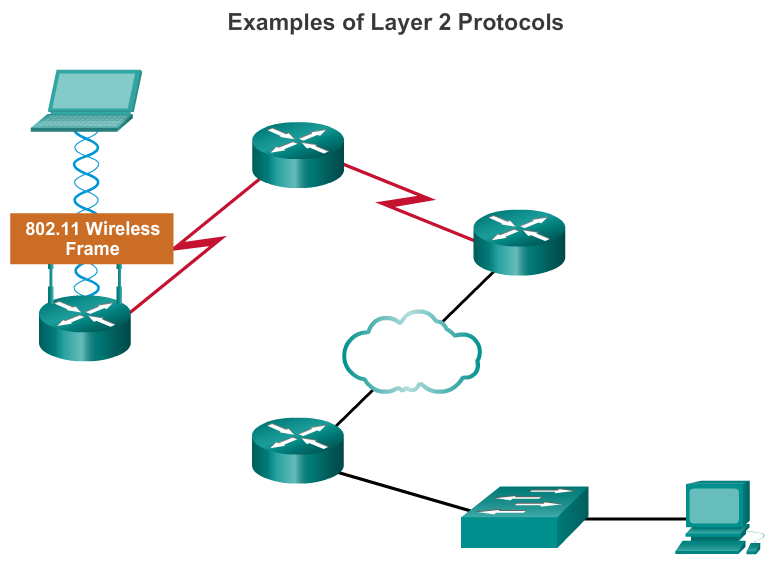 Examples of Layer 2 Protocols
802.11 Wireless
Frame